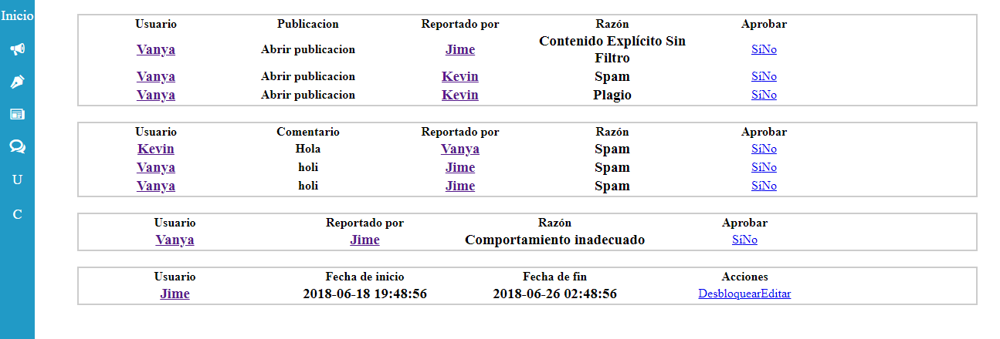 Inicio
U
C
Usuario Publicacion Reportado por Razón Aprobar
Vanya Abrir publicacion Jime Contenido Explícito Sin Filtro SíNo
Vanya Abrir publicacion Kevin Spam SíNo
Vanya Abrir publicacion Kevin Plagio SíNo
Usuario Comentario Reportado por Razón Aprobar
Kevin Hola Vanya Spam SíNo
Vanya holi Jime Spam SíNo
Vanya holi Jime Spam SíNo
Usuario Reportado por Razón Aprobar
Vanya Jime Comportamiento inadecuado SíNo
Usuario Fecha de inicio Fecha de fin Acciones
Jime 2018-06-18 19:48:56 2018-06-26 02:48:56 DesbloquearEditar